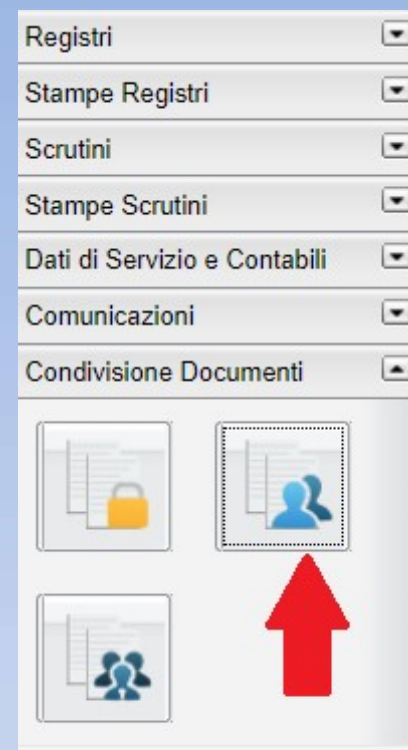 Registri
Stampe Registri
Scrutini
Stampe Scrutini
Dati di Servizio e Contabili
Comunicazioni
Condivisione Documenti